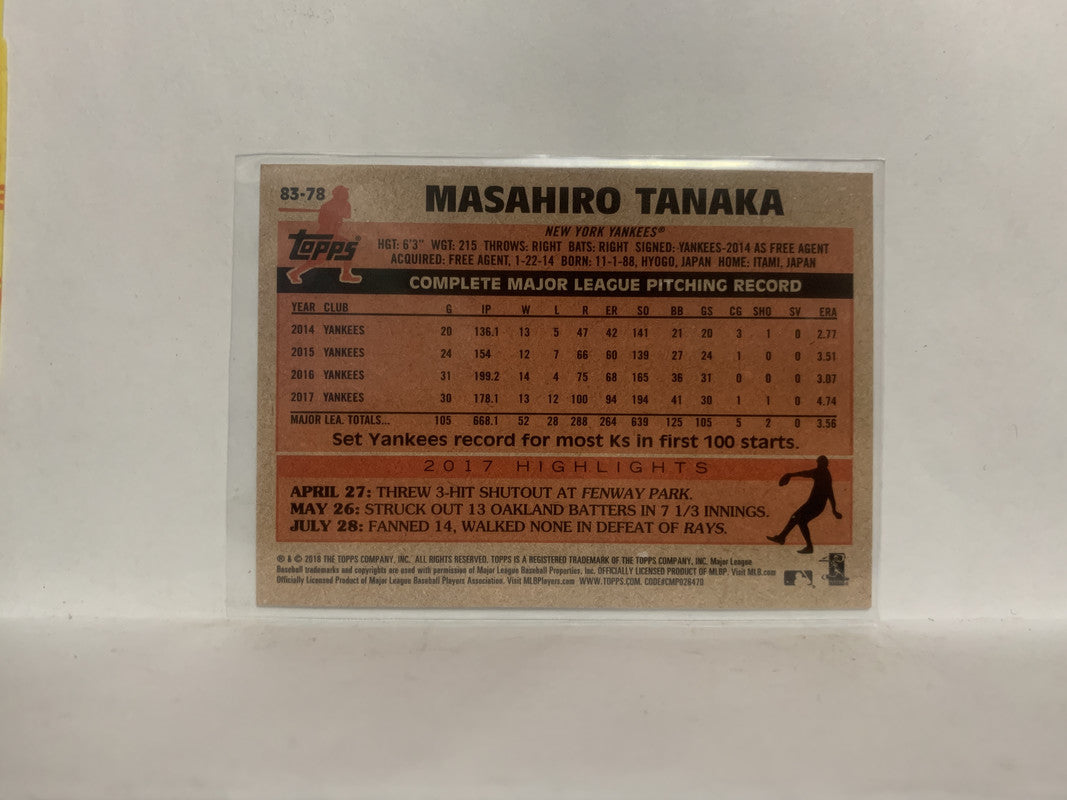 83-78
MASAHIRO TANAKA
Topps®
NEW YORK YANKEES®
HGT: 6'3" WGT: 215 THROWS: RIGHT BATS: RIGHT SIGNED: YANKEES-2014 AS FREE AGENT
ACQUIRED: FREE AGENT, 1-22-14 BORN: 11-1-88, HYOGO, JAPAN HOME: ITAMI, JAPAN
COMPLETE MAJOR LEAGUE PITCHING RECORD
YEAR CLUB G IP W L R ER SO BB GS CG SHO SV ERA
2014 YANKEES 20 136.1 13 5 47 42 141 21 20 3 1 0 2.77
2015 YANKEES 24 154 12 7 66 60 139 27 24 1 0 0 3.51
2016 YANKEES 31 199.2 14 4 75 68 165 36 31 0 0 0 3.07
2017 YANKEES 30 178.1 13 12 100 94 194 41 30 1 1 0 4.74
MAJOR LEA. TOTALS... 105 668.1 52 28 288 264 639 125 105 5 2 0 3.56
Set Yankees record for most Ks in first 100 starts.
2017 HIGHLIGHTS
APRIL 27: THREW 3-HIT SHUTOUT AT FENWAY PARK.
MAY 26: STRUCK OUT 13 OAKLAND BATTERS IN 7 1/3 INNINGS.
JULY 28: FANNED 14, WALKED NONE IN DEFEAT OF RAYS.
® & © 2018 THE TOPPS COMPANY, INC. ALL RIGHTS RESERVED. TOPPS IS A REGISTERED TRADEMARK OF THE TOPPS COMPANY, INC. Major League
Baseball trademarks and copyrights are used with permission of Major League Baseball Properties, Inc. OFFICIALLY LICENSED PRODUCT OF MLBP. Visit MLB.com
Officially Licensed Product of Major League Baseball Players Association. Visit MLBPlayers.com WWW.TOPPS.COM. CODE#CMP026470